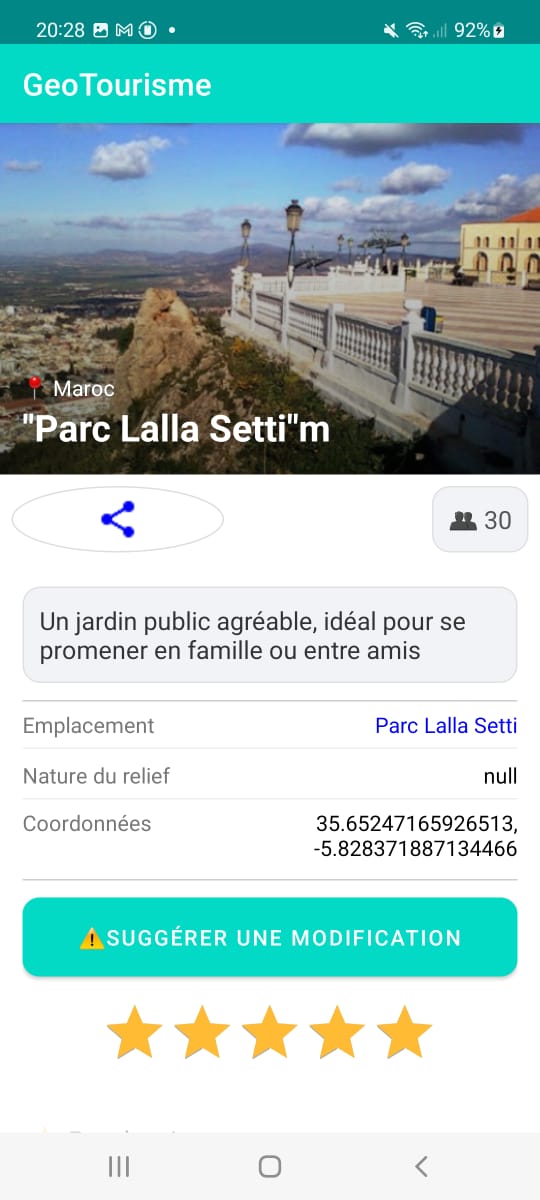 20:28
92%
GeoTourisme
Maroc
"Parc Lalla Setti"m
30
Un jardin public agréable, idéal pour se
promener en famille ou entre amis
Emplacement
Parc Lalla Setti
Nature du relief
null
Coordonnées
35.65247165926513,
-5.828371887134466
SUGGÉRER UNE MODIFICATION